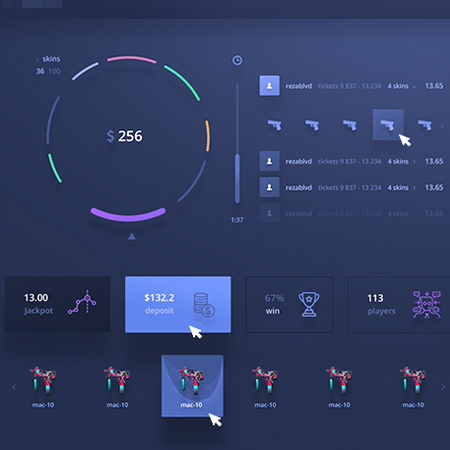 skins
36 100
$ 256
1:37
rezablvd tickets 9 837 - 13 234 4 skins 13.65
rezablvd tickets 9 837 - 13 234 4 skins 13.65
rezablvd tickets 9 837 - 13 234 4 skins 13.65
rezablvd tickets 9 837 - 13 234 4 skins 13.65
13.00
Jackpot
$132.2
deposit
67%
win
113
players
mac-10
mac-10
mac-10
mac-10
mac-10
mac-10